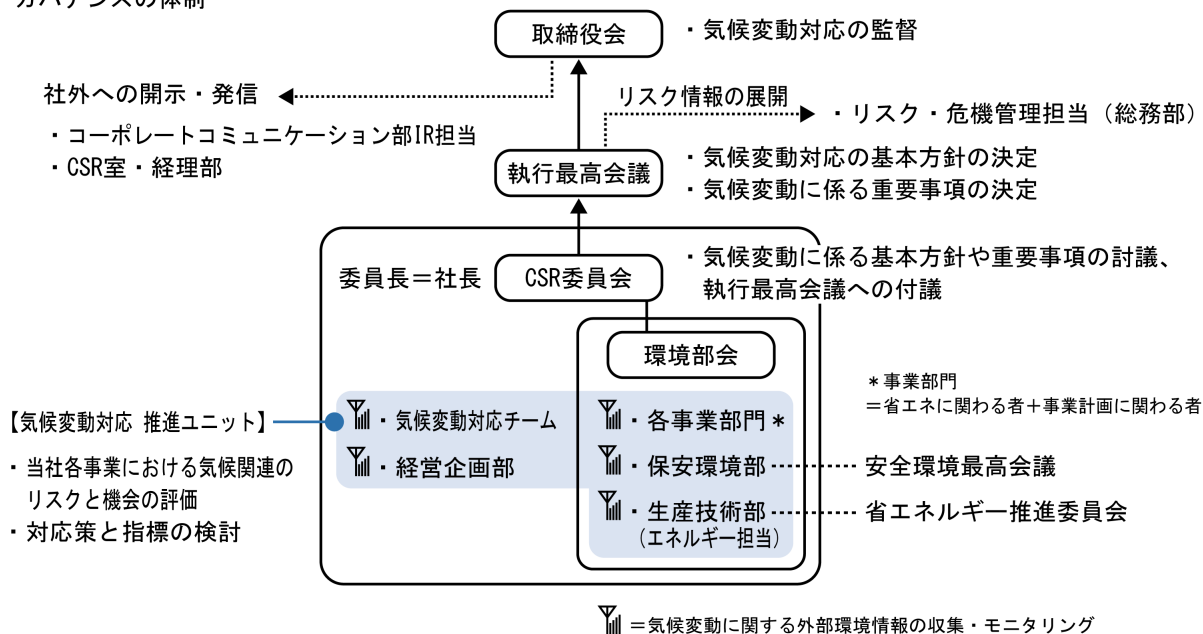 ガバナンスの体制
取締役会
・気候変動対応の監督
社外への開示・発信
・コーポレートコミュニケーション部IR担当
・CSR室・経理部
リスク情報の展開
・リスク・危機管理担当（総務部）
執行最高会議
・気候変動対応の基本方針の決定
・気候変動に係る重要事項の決定
委員長＝社長
CSR委員会
・気候変動に係る基本方針や重要事項の討議、
執行最高会議への付議
環境部会
＊事業部門
＝省エネに関わる者＋事業計画に関わる者
【気候変動対応 推進ユニット】
・当社各事業における気候関連の
リスクと機会の評価
・対応策と指標の検討
・気候変動対応チーム
・経営企画部
・各事業部門＊
・保安環境部
安全環境最高会議
・生産技術部
（エネルギー担当）
省エネルギー推進委員会
＝気候変動に関する外部環境情報の収集・モニタリング